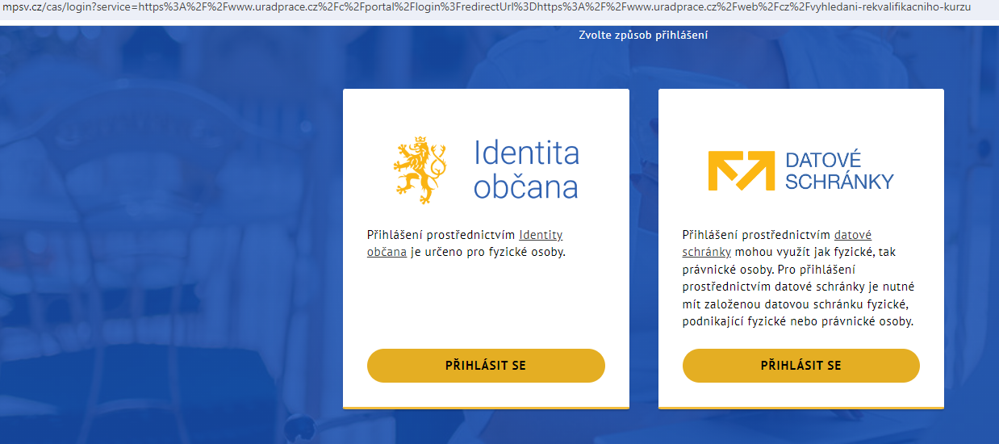 mpsv.cz/cas/login?service=https%3A%2F%2Fwww.uradprace.cz%2Fc%2Fportal%2Flogin%3FredirectUrl%3Dhttps%3A%2F%2Fwww.uradprace.cz%2Fweb%2Fcz%2Fvyhledani-rekvalifikacniho-kurzu
Zvolte způsob přihlášení
Identita
občana
Přihlášení prostřednictvím Identity
občana je určeno pro fyzické osoby.
PŘIHLÁSIT SE
DATOVÉ
SCHRÁNKY
Přihlášení prostřednictvím datové
schránky mohou využít jak fyzické, tak
právnické osoby. Pro přihlášení
prostřednictvím datové schránky je nutné
mít založenou datovou schránku fyzické,
podnikající fyzické nebo právnické osoby.
PŘIHLÁSIT SE